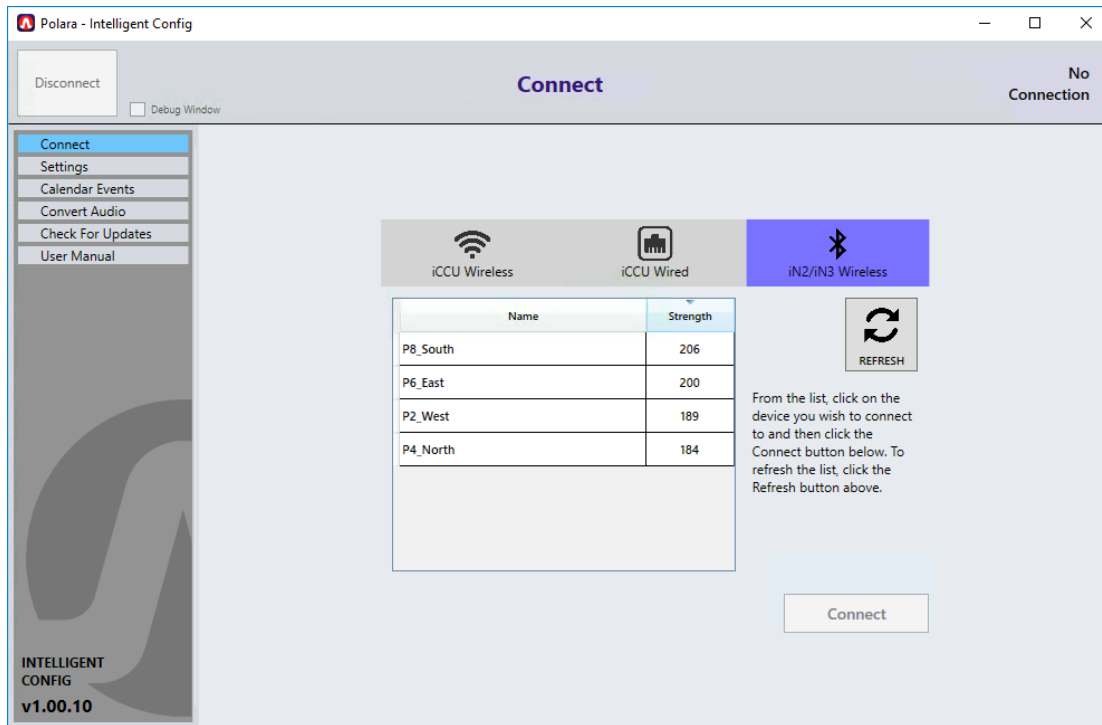 Polara - Intelligent Config
Disconnect
Debug Window
Connect
No
Connection
Connect
Settings
Calendar Events
Convert Audio
Check For Updates
User Manual
INTELLIGENT
CONFIG
v1.00.10
iCCU Wireless
iCCU Wired
iN2/iN3 Wireless
Name Strength
P8_South 206
P6_East 200
P2_West 189
P4_North 184
REFRESH
From the list, click on the
device you wish to connect
to and then click the
Connect button below. To
refresh the list, click the
Refresh button above.
Connect